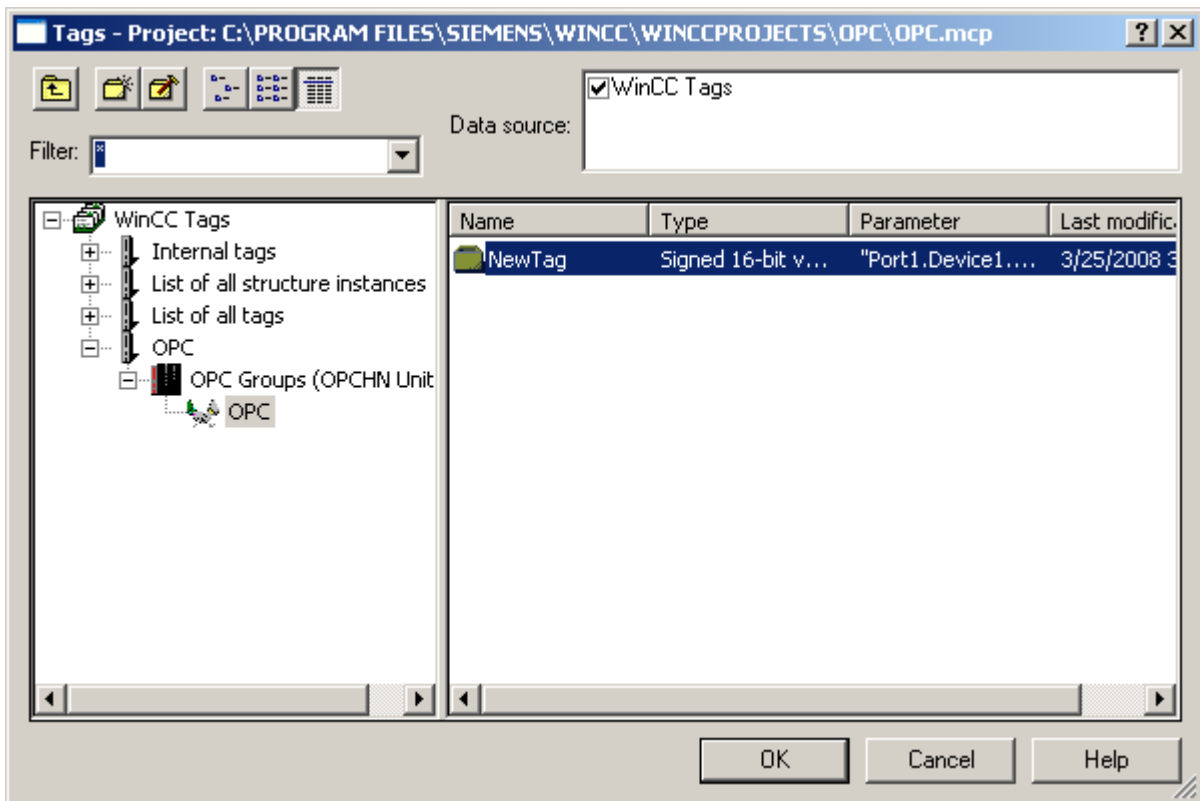 Tags - Project: C:\PROGRAM FILES\SIEMENS\WINCC\WINCCPROJECTS\OPC\OPC.mcp
WinCC Tags
Data source:
Filter: *
WinCC Tags
Internal tags
List of all structure instances
List of all tags
OPC
OPC Groups (OPCHN Unit
OPC
Name Type Parameter Last modific
NewTag Signed 16-bit v... "Port1.Device1.... 3/25/2008 3
OK Cancel Help